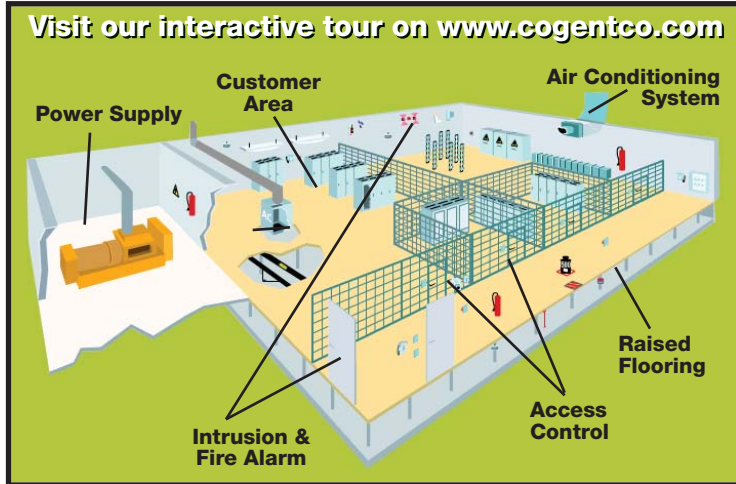 Visit our interactive tour on www.cogentco.com
Customer
Area
Air Conditioning
System
Power Supply
Raised
Flooring
Access
Control
Intrusion &
Fire Alarm